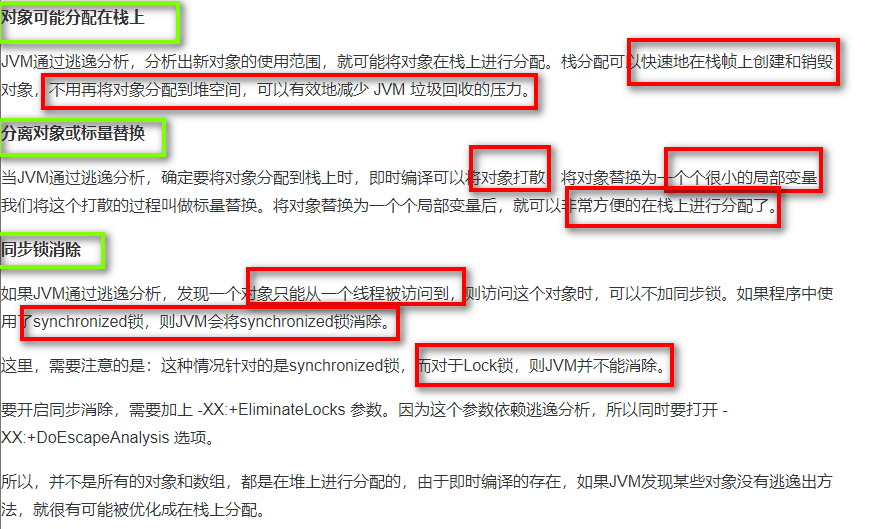 对象可能分配在栈上
JVM通过逃逸分析，分析出新对象的使用范围，就可能将对象在栈上进行分配。栈分配可以快速地在栈帧上创建和销毁
对象，不用再将对象分配到堆空间，可以有效地减少 JVM 垃圾回收的压力。
分离对象或标量替换
当JVM通过逃逸分析，确定要将对象分配到栈上时，即时编译可以将对象打散，将对象替换为一个个很小的局部变量，
我们将这个打散的过程叫做标量替换。将对象替换为一个个局部变量后，就可以非常方便的在栈上进行分配了。
同步锁消除
如果JVM通过逃逸分析，发现一个对象只能从一个线程被访问到，则访问这个对象时，可以不加同步锁。如果程序中使
用了synchronized锁，则JVM会将synchronized锁消除。
这里，需要注意的是：这种情况针对的是synchronized锁，而对于Lock锁，则JVM并不能消除。
要开启同步消除，需要加上 -XX:+EliminateLocks 参数。因为这个参数依赖逃逸分析，所以同时要打开 -
XX:+DoEscapeAnalysis 选项。
所以，并不是所有的对象和数组，都是在堆上进行分配的，由于即时编译的存在，如果JVM发现某些对象没有逃逸出方
法，就很有可能被优化成在栈上分配。